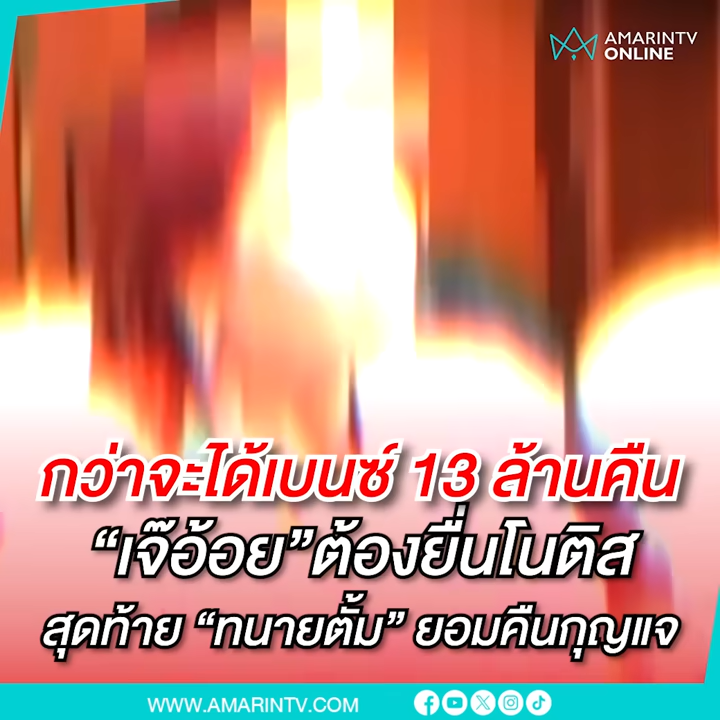 AMARINTV
ONLINE
กว่าจะได้เบนซ์ 13 ล้านคืน
“เจ๊อ้อย”ต้องยื่นโนติส
สุดท้าย “ทนายตั้ม” ยอมคืนกุญแจ
WWW.AMARINTV.COM